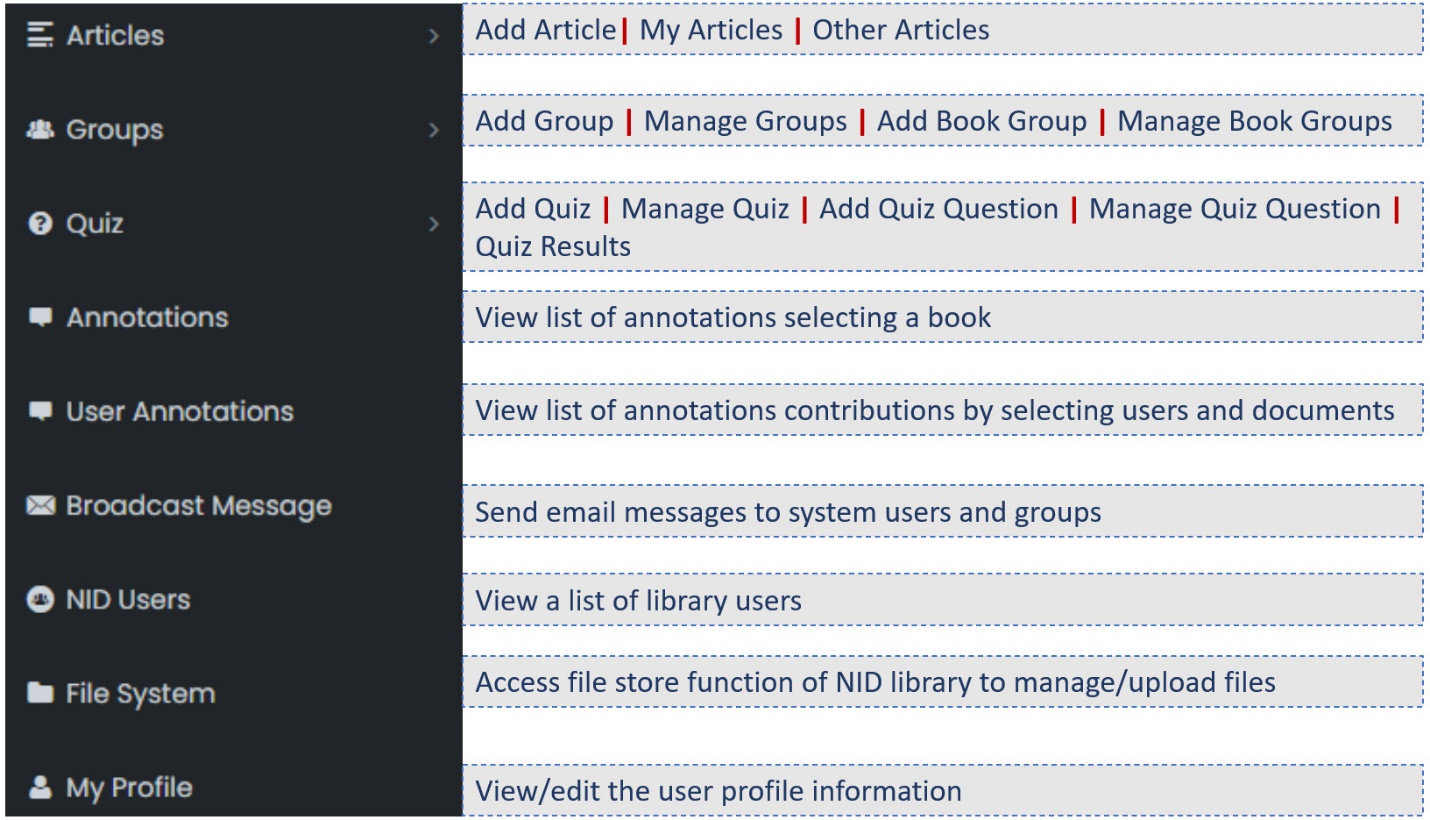 Articles
Add Article | My Articles | Other Articles
Groups
Add Group | Manage Groups | Add Book Group | Manage Book Groups
Quiz
Add Quiz | Manage Quiz | Add Quiz Question | Manage Quiz Question |
Quiz Results
Annotations
View list of annotations selecting a book
User Annotations
View list of annotations contributions by selecting users and documents
Broadcast Message
Send email messages to system users and groups
NID Users
View a list of library users
File System
Access file store function of NID library to manage/upload files
My Profile
View/edit the user profile information